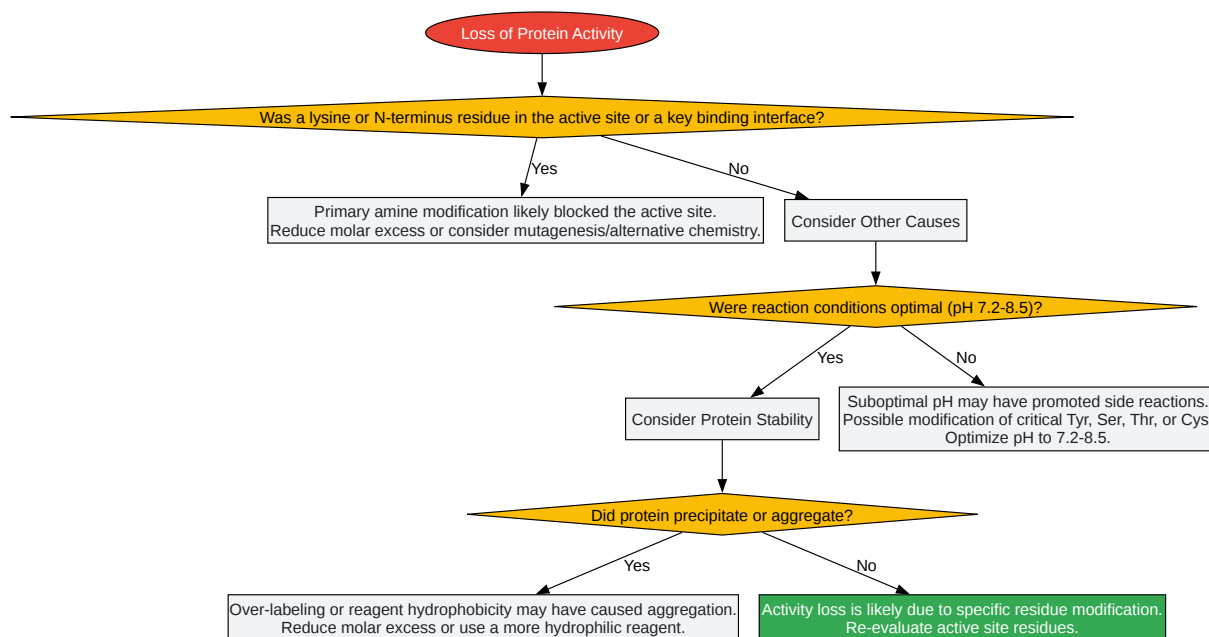 Loss of Protein Activity
Was a lysine or N-terminus residue in the active site or a key binding interface?
Yes
No
Primary amine modification likely blocked the active site.
Reduce molar excess or consider mutagenesis/alternative chemistry.
Consider Other Causes
Were reaction conditions optimal (pH 7.2-8.5)?
Yes
No
Consider Protein Stability
Suboptimal pH may have promoted side reactions.
Possible modification of critical Tyr, Ser, Thr, or Cys
Optimize pH to 7.2-8.5.
Did protein precipitate or aggregate?
Yes
No
Over-labeling or reagent hydrophobicity may have caused aggregation.
Reduce molar excess or use a more hydrophilic reagent.
Activity loss is likely due to specific residue modification.
Re-evaluate active site residues.